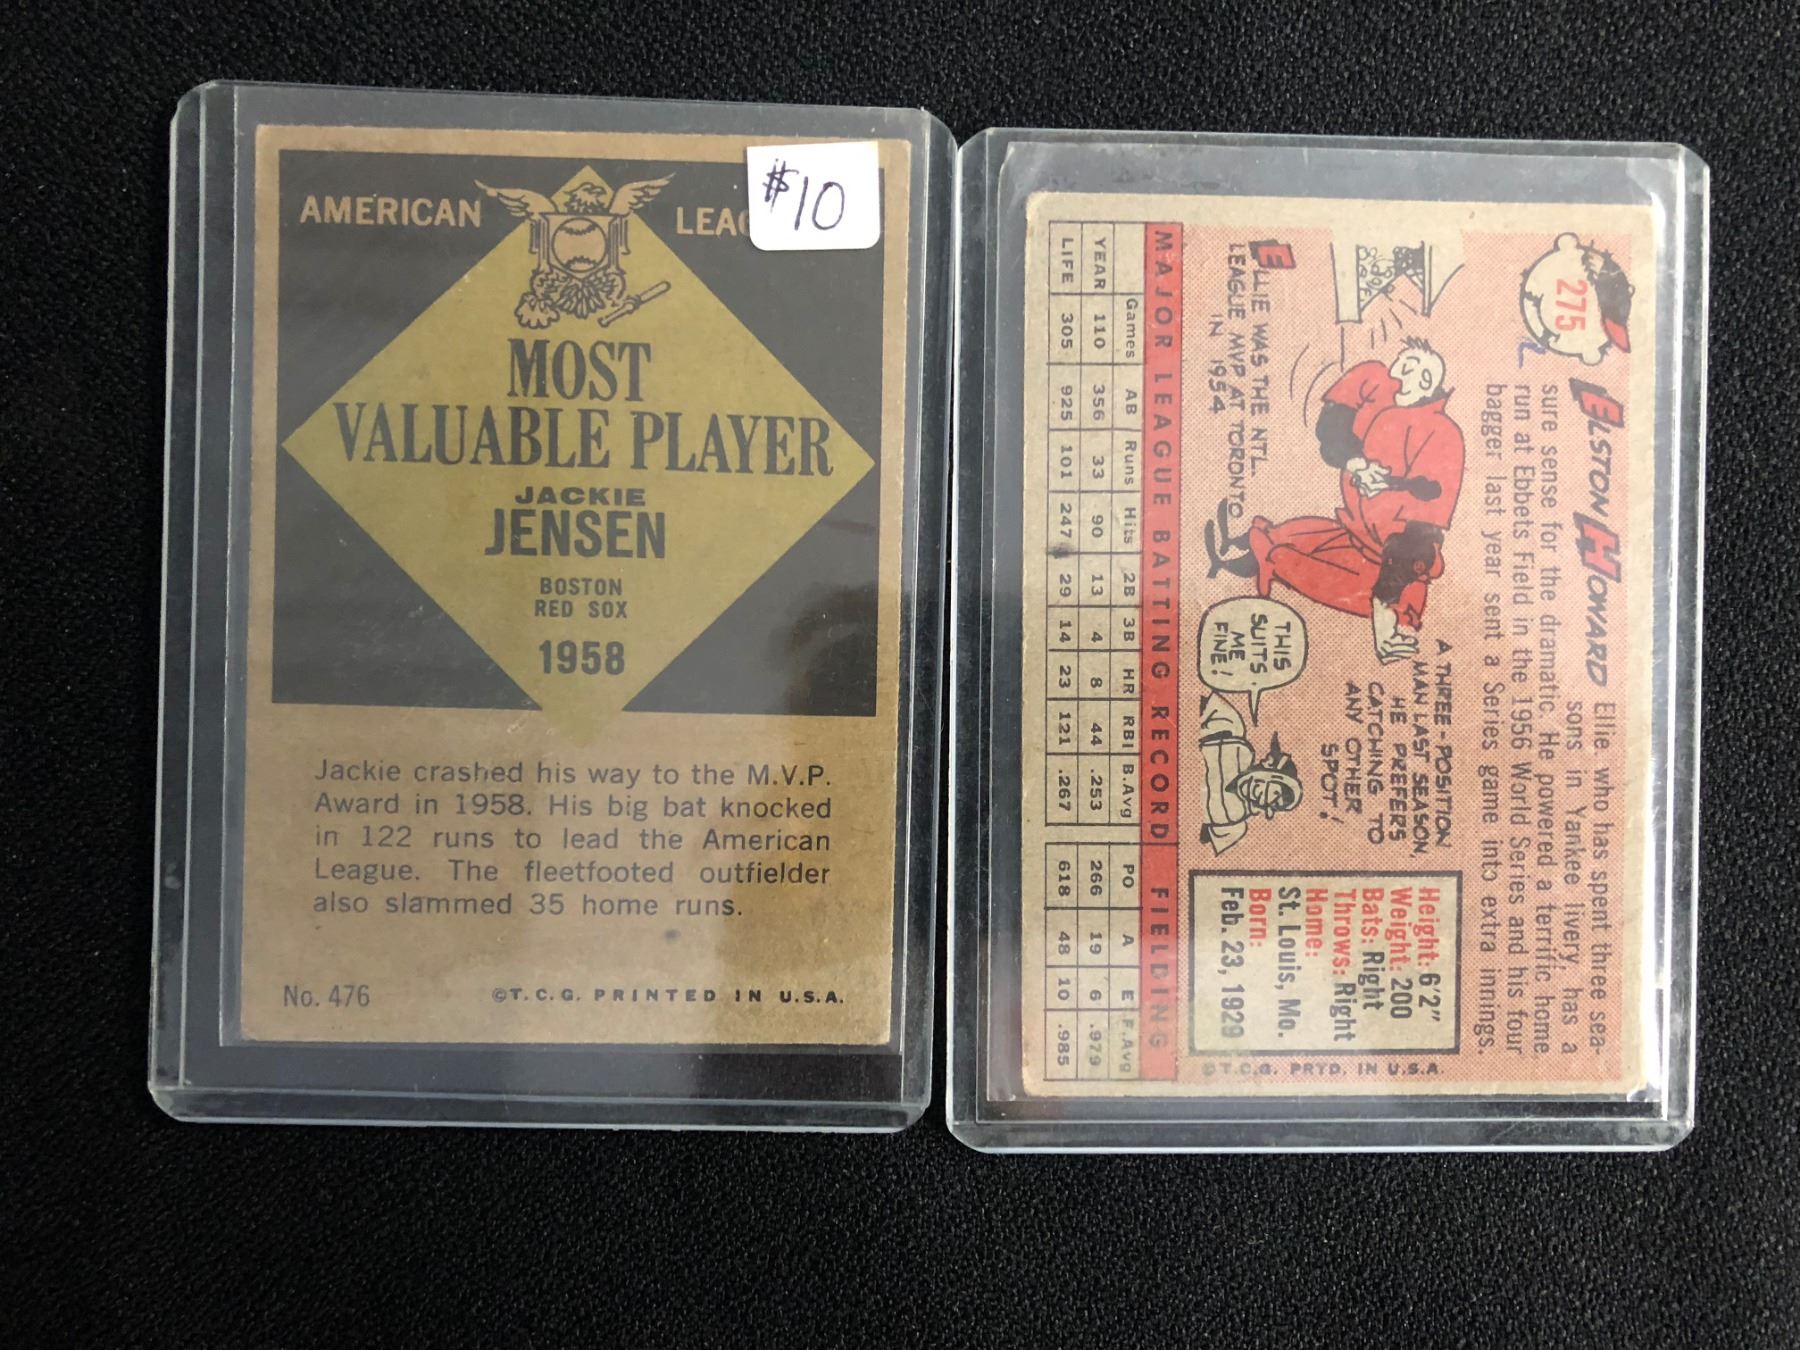 AMERICAN LEAG
$10
MOST
VALUABLE PLAYER
JACKIE
JENSEN
BOSTON
RED SOX
1958
Jackie crashed his way to the M.V.P.
Award in 1958. His big bat knocked
in 122 runs to lead the American
League. The fleetfooted outfielder
also slammed 35 home runs.
No. 476 ©T.C.G. PRINTED IN U.S.A.
275
ELSTON HOWARD Ellie who has spent three sea-
sons in Yankee livery, has a
sure sense for the dramatic. He powered a terrific home
run at Ebbets Field in the 1956 World Series and his four
bagger last year sent a Series game into extra innings.
ELLIE WAS THE NTL.
LEAGUE MVP AT TORONTO
IN 1954
A THREE-POSITION
MAN LAST SEASON,
HE PREFERS
CATCHING TO
ANY OTHER
SPOT!
THIS
SUITS
ME
FINE!
Height: 6'2"
Weight: 200
Bats: Right
Throws: Right
Home:
St. Louis, Mo.
Born:
Feb. 23, 1929
©T.C.G. PRTD. IN U.S.A.
MAJOR LEAGUE BATTING RECORD FIELDING
Games AB Runs Hits 2B 3B HR RBI B.Avg PO A E F.Avg
YEAR 110 356 33 90 13 4 8 44 .253 266 19 6 .979
LIFE 305 925 101 247 29 14 23 121 .267 618 48 10 .985